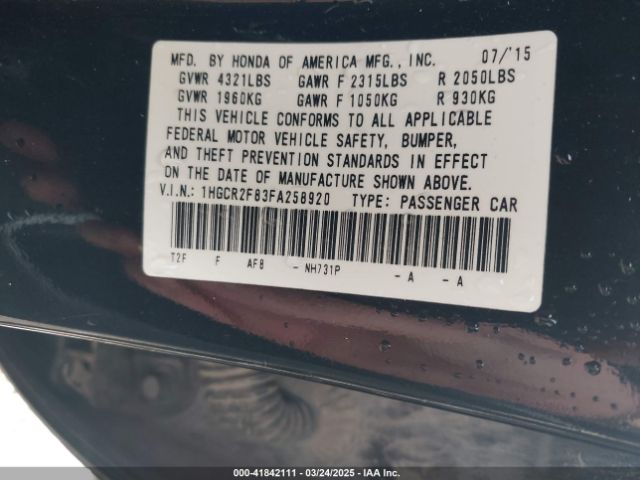 MFD. BY HONDA OF AMERICA MFG., INC. 07/'15
GVWR 4321LBS GAWR F 2315LBS R 2050LBS
GVWR 1960KG GAWR F 1050KG R 930KG
THIS VEHICLE CONFORMS TO ALL APPLICABLE
FEDERAL MOTOR VEHICLE SAFETY, BUMPER,
AND THEFT PREVENTION STANDARDS IN EFFECT
ON THE DATE OF MANUFACTURE SHOWN ABOVE.
V.I.N.: 1HGCR2F83FA258920 TYPE: PASSENGER CAR
T2F F AF8 - NH731P - A - A
000-41842111 - 03/24/2025 - IAA Inc.